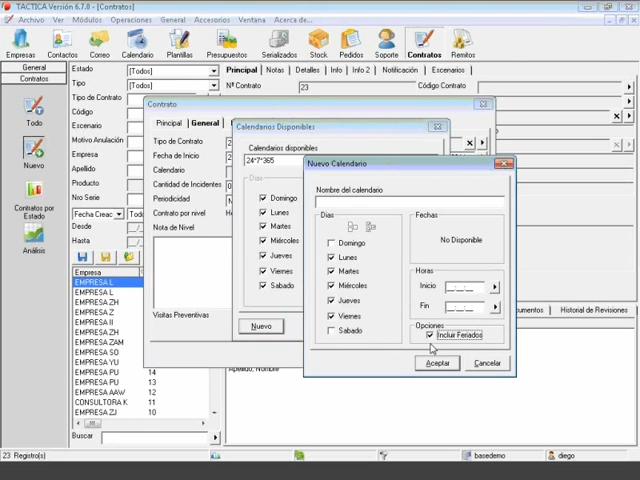 TACTICA Versión 6.7.0 - [Contratos]
Archivo Ver Módulos Operaciones General Accesorios Ventana Acerca de...
Empresas Contactos Correo Calendario Plantillas Presupuestos Serializados Stock Pedidos Soporte Contratos Remitos
General
Contratos
Todo
Nuevo
Contratos por
Estado
Análisis
Estado [Todos]
Tipo [Todos]
Tipo de Contrato
Código
Escenario
Motivo Anulación
Empresa
Apellido
Producto
Nro Serie
Fecha Creac
Desde
Hasta
Principal Notas Detalles Info Info 2 Notificación Escenarios
Nº Contrato 23 Código Contrato
Contrato
Principal General
Tipo de Contrato
Fecha de Inicio
Calendario
Cantidad de Incidentes
Periodicidad
Contrato por nivel
Nota de Nivel
Visitas Preventivas
Calendarios Disponibles
Calendarios disponibles
24*7*365
Dias
Domingo
Lunes
Martes
Miércoles
Jueves
Viernes
Sabado
Nuevo
Nuevo Calendario
Nombre del calendario
Dias
Domingo
Lunes
Martes
Miércoles
Jueves
Viernes
Sabado
Fechas
No Disponible
Horas
Inicio __:__:__
Fin __:__:__
Opciones
Incluir Feriados
Aceptar Cancelar
Historial de Revisiones
Empresa
EMPRESA L
EMPRESA L
EMPRESA ZH
EMPRESA Z
EMPRESA II
EMPRESA ZH
EMPRESA ZAM
EMPRESA SO
EMPRESA YU
EMPRESA PU 14
EMPRESA PU 13
EMPRESA AAW 12
CONSULTORA K 11
EMPRESA ZJ 10
Buscar
Apellido, Nombre
23 Registro(s) basedemo diego